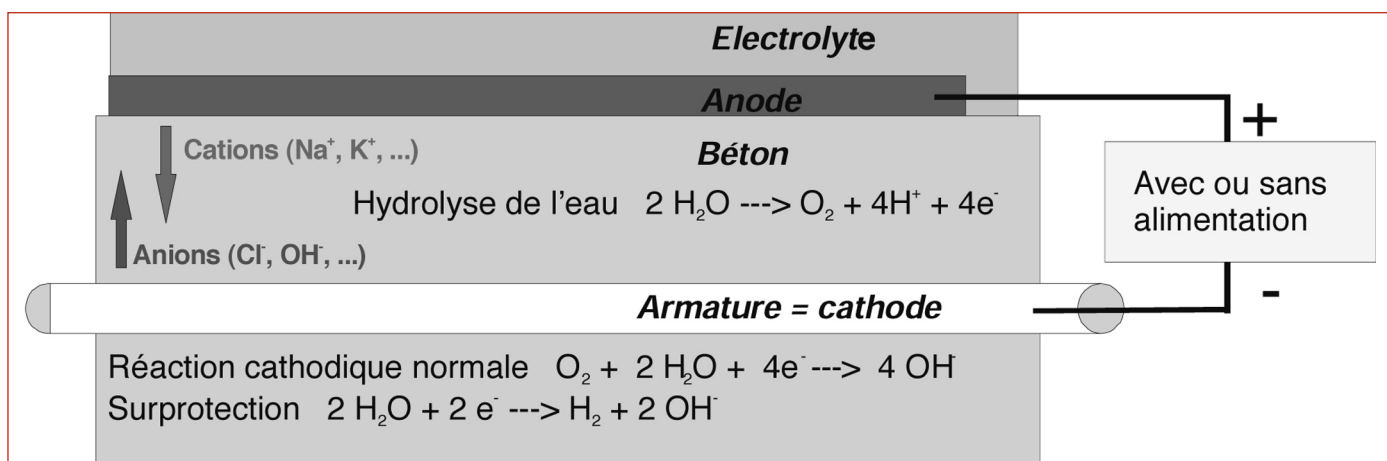 Electrolyte
Anode
+
Cations (Na⁺, K⁺, ...)
Béton
Avec ou sans
alimentation
Hydrolyse de l'eau 2 H₂O ---> O₂ + 4H⁺ + 4e⁻
Anions (Cl⁻, OH⁻, ...)
-
Armature = cathode
Réaction cathodique normale O₂ + 2 H₂O + 4e⁻ ---> 4 OH⁻
Surprotection 2 H₂O + 2 e⁻ ---> H₂ + 2 OH⁻